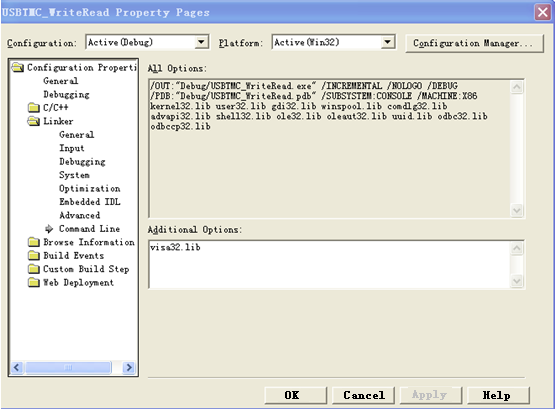 USBTMC_WriteRead Property Pages
Configuration: Active(Debug) Platform: Active(Win32) Configuration Manager...
Configuration Properti
General
Debugging
C/C++
Linker
General
Input
Debugging
System
Optimization
Embedded IDL
Advanced
Command Line
Browse Information
Build Events
Custom Build Step
Web Deployment
All Options:
/OUT:"Debug/USBTMC_WriteRead.exe" /INCREMENTAL /NOLOGO /DEBUG
/PDB:"Debug/USBTMC_WriteRead.pdb" /SUBSYSTEM:CONSOLE /MACHINE:X86
kernel32.lib user32.lib gdi32.lib winspool.lib comdlg32.lib
advapi32.lib shell32.lib ole32.lib oleaut32.lib uuid.lib odbc32.lib
odbccp32.lib
Additional Options:
visa32.lib
OK Cancel Apply Help